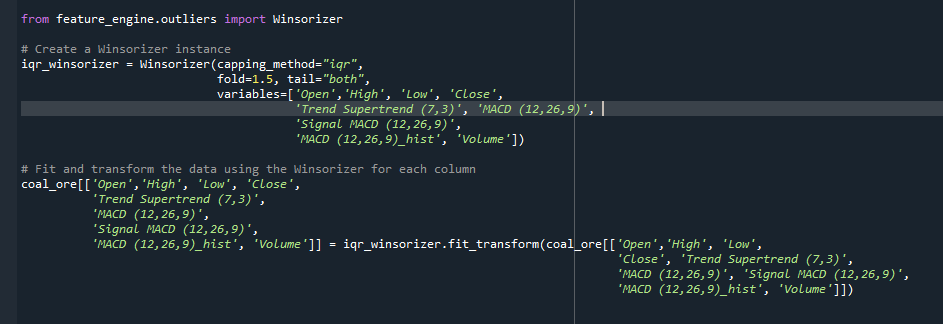 from feature_engine.outliers import Winsorizer
# Create a Winsorizer instance
iqr_winsorizer = Winsorizer(capping_method="iqr",
fold=1.5, tail="both",
variables=['Open','High', 'Low', 'Close',
'Trend Supertrend (7,3)', 'MACD (12,26,9)',
'Signal MACD (12,26,9)',
'MACD (12,26,9)_hist', 'Volume'])
# Fit and transform the data using the Winsorizer for each column
coal_ore[['Open','High', 'Low', 'Close',
'Trend Supertrend (7,3)',
'MACD (12,26,9)',
'Signal MACD (12,26,9)',
'MACD (12,26,9)_hist', 'Volume']] = iqr_winsorizer.fit_transform(coal_ore[['Open','High', 'Low',
'Close', 'Trend Supertrend (7,3)',
'MACD (12,26,9)', 'Signal MACD (12,26,9)',
'MACD (12,26,9)_hist', 'Volume']])